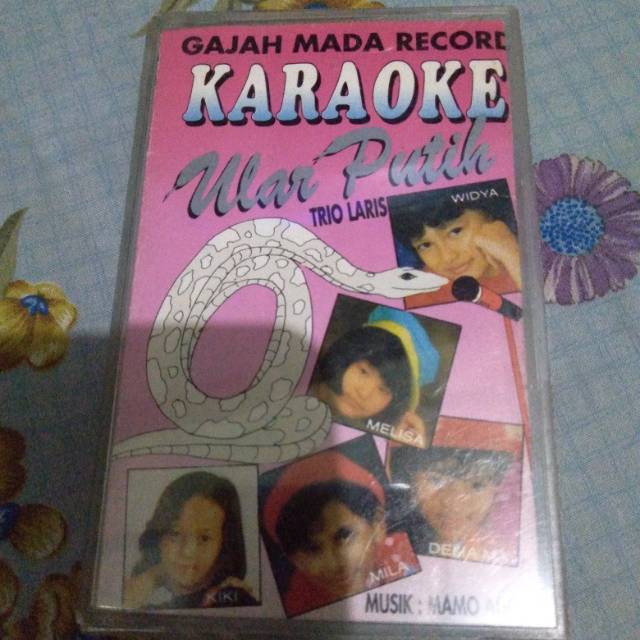 GAJAH MADA RECORD
KARAOKE
Ular Putih
TRIO LARIS
WIDYA
MELISA
KIKI
MILA
MUSIK : MAMO